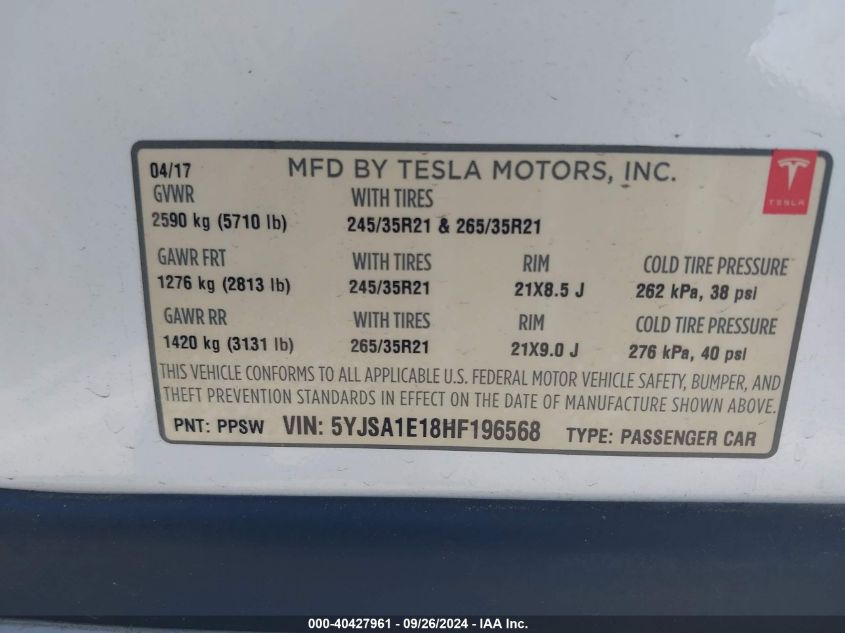 04/17 MFD BY TESLA MOTORS, INC.
TESLA
GVWR WITH TIRES
2590 kg (5710 lb) 245/35R21 & 265/35R21
GAWR FRT WITH TIRES RIM COLD TIRE PRESSURE
1276 kg (2813 lb) 245/35R21 21X8.5 J 262 kPa, 38 psi
GAWR RR WITH TIRES RIM COLD TIRE PRESSURE
1420 kg (3131 lb) 265/35R21 21X9.0 J 276 kPa, 40 psi
THIS VEHICLE CONFORMS TO ALL APPLICABLE U.S. FEDERAL MOTOR VEHICLE SAFETY, BUMPER, AND
THEFT PREVENTION STANDARDS IN EFFECT ON THE DATE OF MANUFACTURE SHOWN ABOVE.
PNT: PPSW VIN: 5YJSA1E18HF196568 TYPE: PASSENGER CAR
000-40427961 - 09/26/2024 - IAA Inc.